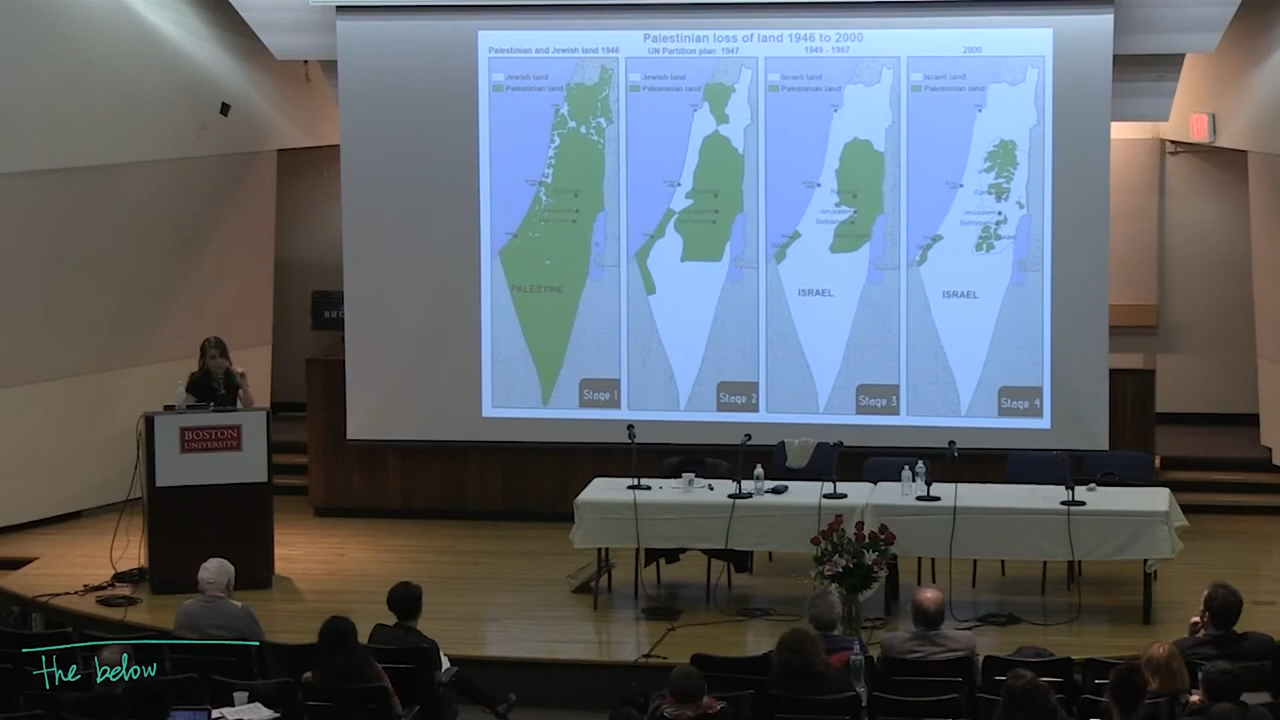 Palestinian loss of land 1946 to 2000
Palestinian and Jewish land 1946
UN Partition plan 1947
1949 - 1967
2000
Jewish land
Palestinian land
Jewish land
Palestinian land
Israeli land
Palestinian land
Israeli land
Palestinian land
PALESTINE
ISRAEL
Jerusalem
ISRAEL
Stage 1
Stage 2
Stage 3
Stage 4
BOSTON
UNIVERSITY
the below